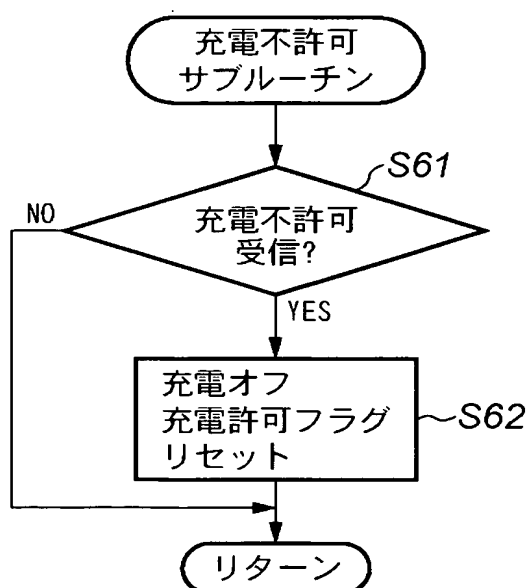 充電不許可
サブルーチン
S61
NO
充電不許可
受信?
YES
充電オフ
充電許可フラグ
リセット
S62
リターン